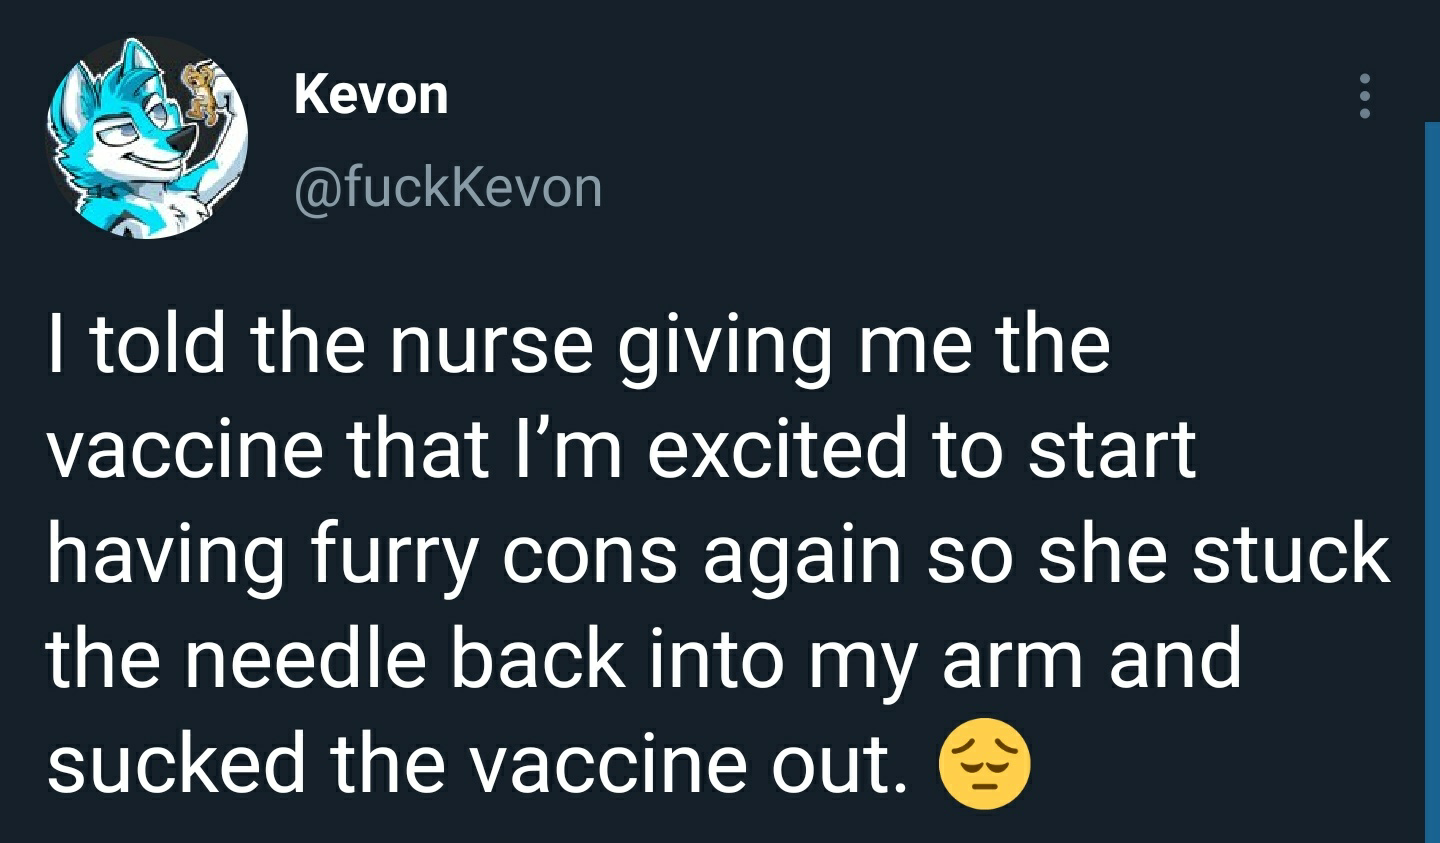 Kevon
@fuckKevon
I told the nurse giving me the
vaccine that I’m excited to start
having furry cons again so she stuck
the needle back into my arm and
sucked the vaccine out. 😔